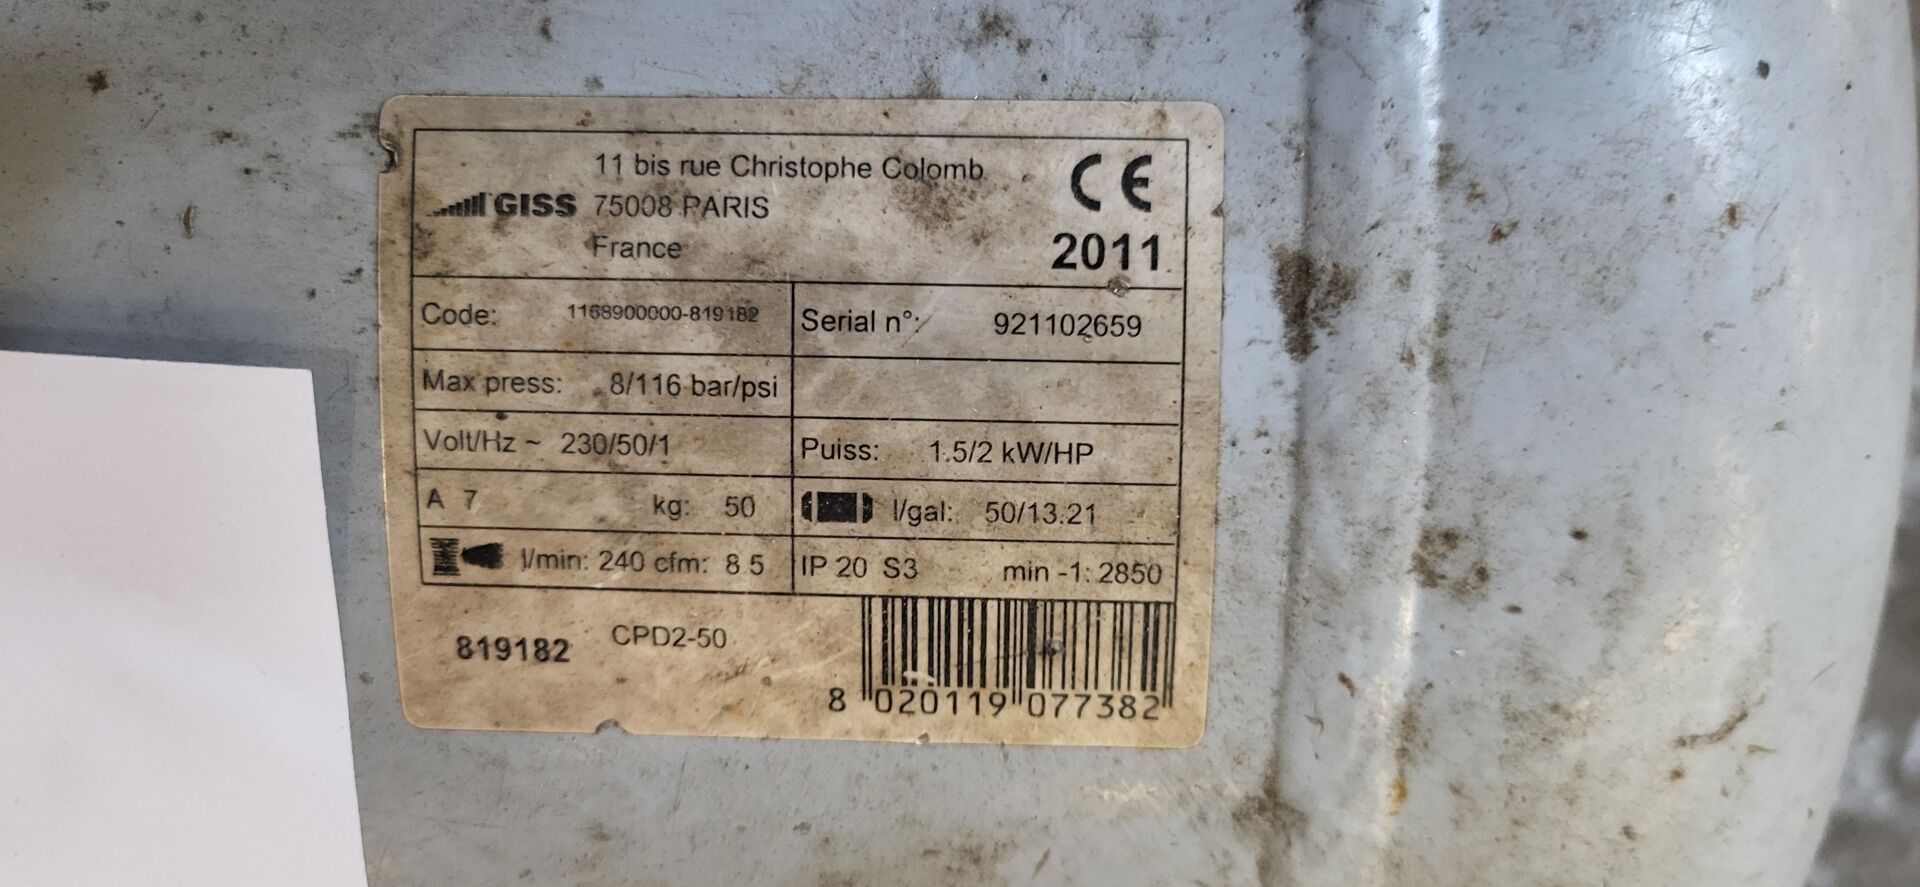 11 bis rue Christophe Colomb
GISS 75008 PARIS
France
CE
2011
Code: 1168900000-819182 Serial n°: 921102659
Max press: 8/116 bar/psi
Volt/Hz ~ 230/50/1 Puiss: 1.5/2 kW/HP
A 7 kg: 50 l/gal: 50/13.21
l/min: 240 cfm: 8 5 IP 20 S3 min -1: 2850
819182 CPD2-50
8 020119 077382